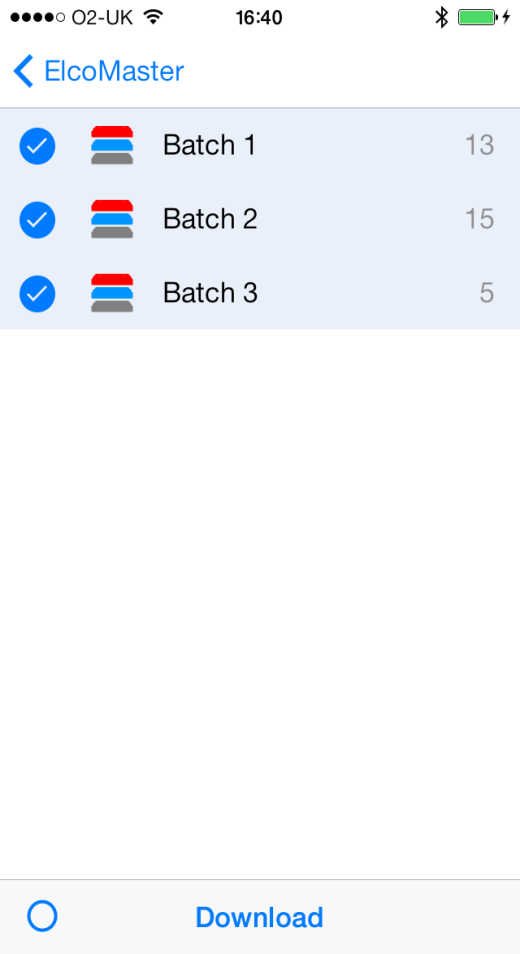 O2-UK 16:40
ElcoMaster
Batch 1 13
Batch 2 15
Batch 3 5
Download